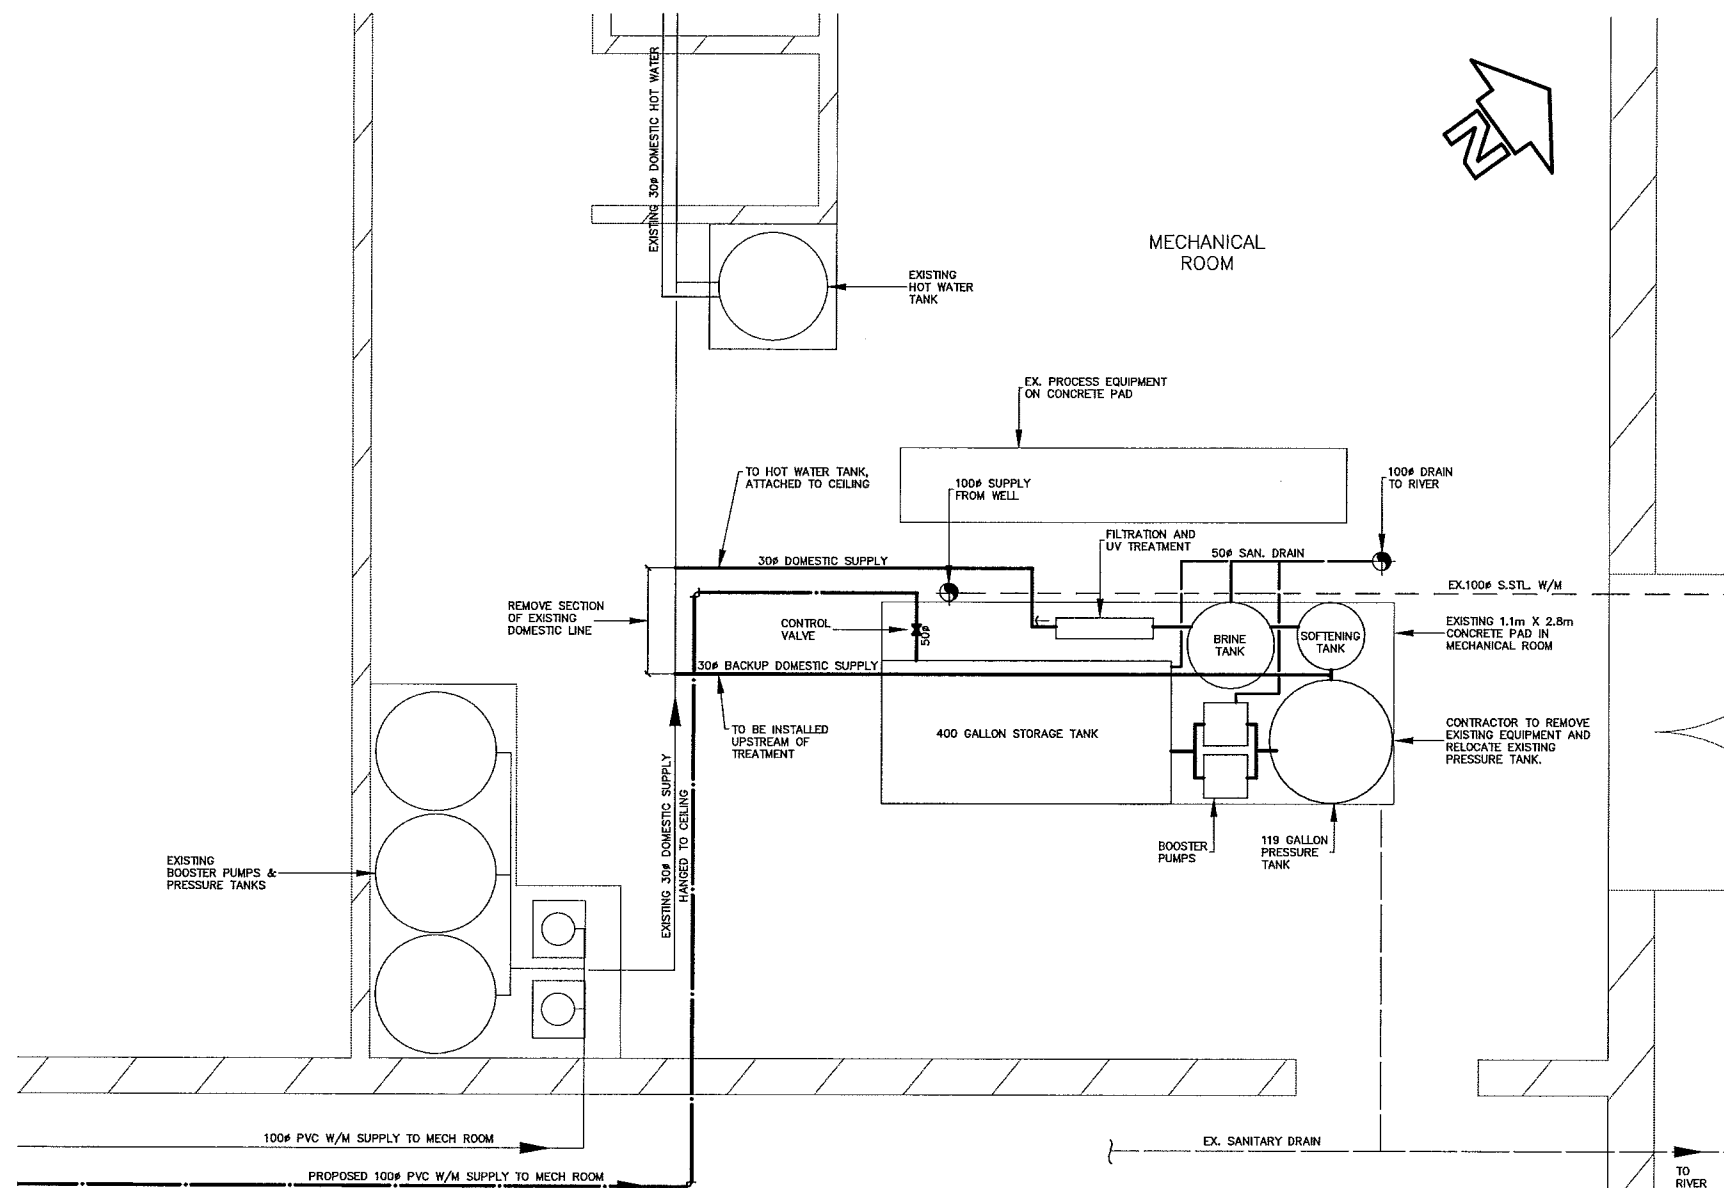 EXISTING 30ø DOMESTIC HOT WATER
N
MECHANICAL
ROOM
EXISTING
HOT WATER
TANK
EX. PROCESS EQUIPMENT
ON CONCRETE PAD
TO HOT WATER TANK,
ATTACHED TO CEILING
100ø SUPPLY
FROM WELL
100ø DRAIN
TO RIVER
FILTRATION AND
UV TREATMENT
50ø SAN. DRAIN
30ø DOMESTIC SUPPLY
EX.100ø S.STL. W/M
REMOVE SECTION
OF EXISTING
DOMESTIC LINE
CONTROL
VALVE
50ø
BRINE
TANK
SOFTENING
TANK
EXISTING 1.1m X 2.8m
CONCRETE PAD IN
MECHANICAL ROOM
30ø BACKUP DOMESTIC SUPPLY
TO BE INSTALLED
UPSTREAM OF
TREATMENT
400 GALLON STORAGE TANK
CONTRACTOR TO REMOVE
EXISTING EQUIPMENT AND
RELOCATE EXISTING
PRESSURE TANK.
EXISTING 30ø DOMESTIC SUPPLY
HANGED TO CEILING
BOOSTER
PUMPS
119 GALLON
PRESSURE
TANK
EXISTING
BOOSTER PUMPS &
PRESSURE TANKS
100ø PVC W/M SUPPLY TO MECH ROOM
EX. SANITARY DRAIN
PROPOSED 100ø PVC W/M SUPPLY TO MECH ROOM
TO
RIVER